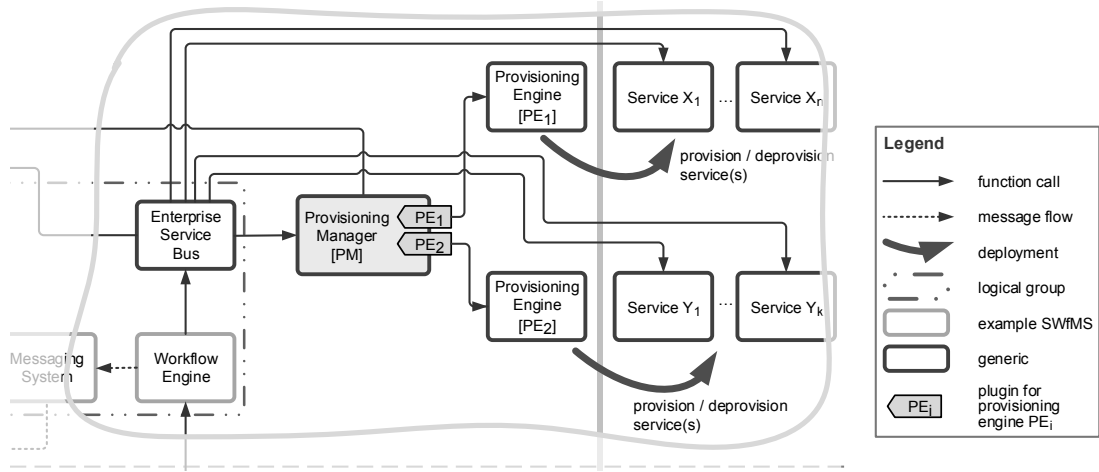 Provisioning
Engine
[PE1]
Service X1
...
Service Xn
provision / deprovision
service(s)
Enterprise
Service
Bus
Provisioning
Manager
[PM]
PE1
PE2
Provisioning
Engine
[PE2]
Service Y1
...
Service Yk
Messaging
System
Workflow
Engine
provision / deprovision
service(s)
Legend
function call
message flow
deployment
logical group
example SWfMS
generic
PEi
plugin for
provisioning
engine PEi